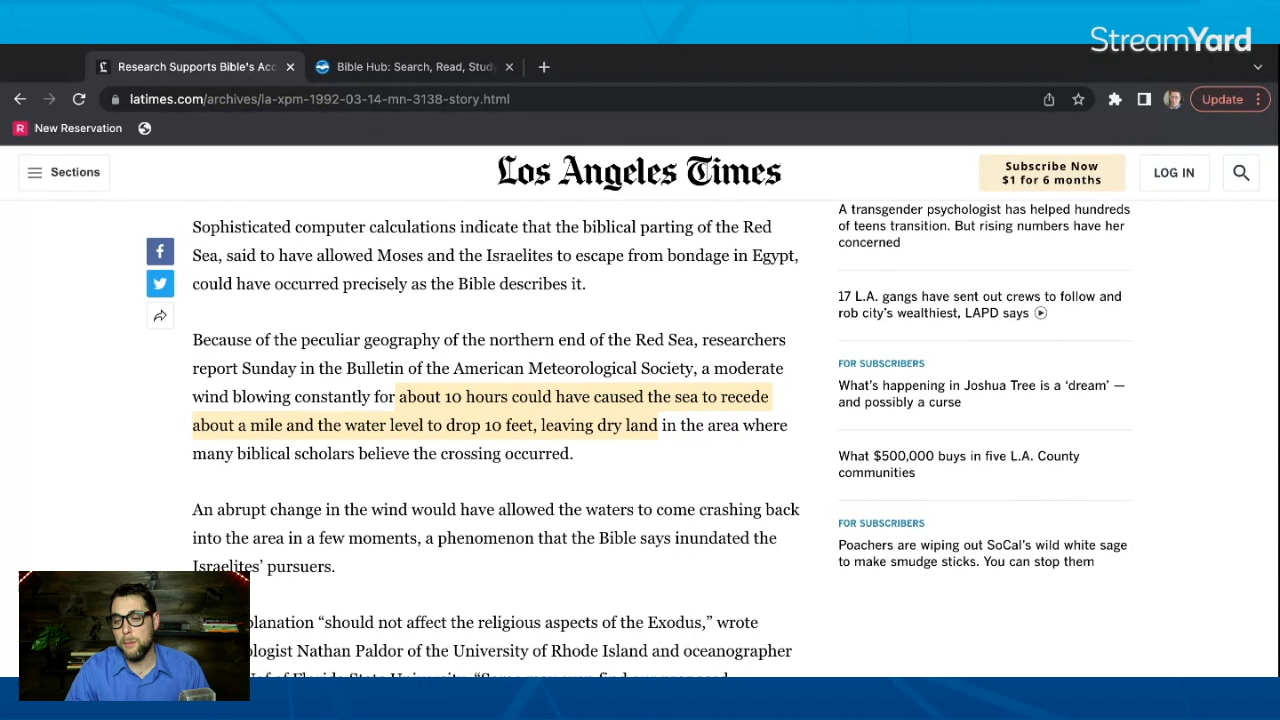 StreamYard
Research Supports Bible's Acc
Bible Hub: Search, Read, Study
latimes.com/archives/la-xpm-1992-03-14-mn-3138-story.html
Update
R New Reservation
Sections
Los Angeles Times
Subscribe Now
$1 for 6 months
LOG IN
Sophisticated computer calculations indicate that the biblical parting of the Red
Sea, said to have allowed Moses and the Israelites to escape from bondage in Egypt,
could have occurred precisely as the Bible describes it.
Because of the peculiar geography of the northern end of the Red Sea, researchers
report Sunday in the Bulletin of the American Meteorological Society, a moderate
wind blowing constantly for about 10 hours could have caused the sea to recede
about a mile and the water level to drop 10 feet, leaving dry land in the area where
many biblical scholars believe the crossing occurred.
An abrupt change in the wind would have allowed the waters to come crashing back
into the area in a few moments, a phenomenon that the Bible says inundated the
Israelites' pursuers.
planation “should not affect the religious aspects of the Exodus,” wrote
ologist Nathan Paldor of the University of Rhode Island and oceanographer
Nof of Florida State University. “Some may even find our proposed
A transgender psychologist has helped hundreds
of teens transition. But rising numbers have her
concerned
17 L.A. gangs have sent out crews to follow and
rob city's wealthiest, LAPD says
FOR SUBSCRIBERS
What's happening in Joshua Tree is a ‘dream’ —
and possibly a curse
What $500,000 buys in five L.A. County
communities
FOR SUBSCRIBERS
Poachers are wiping out SoCal's wild white sage
to make smudge sticks. You can stop them